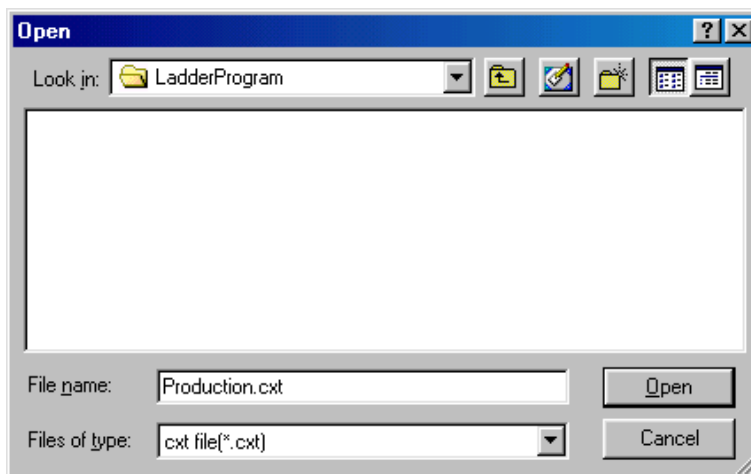 Open
Look in: LadderProgram
File name: Production.cxt Open
Files of type: cxt file(*.cxt) Cancel